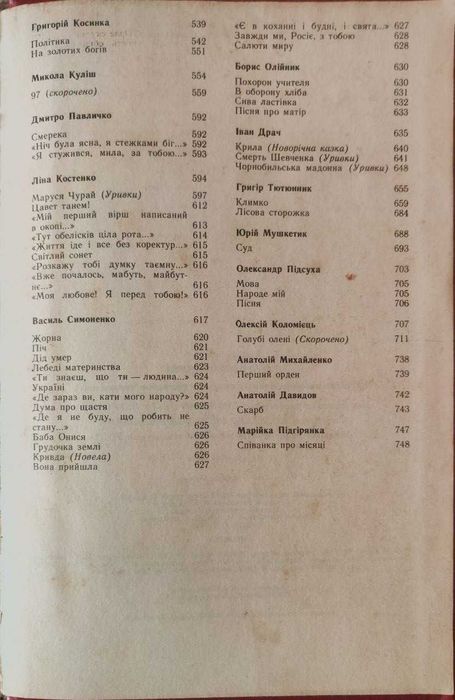 Григорій Косинка 539
Політика 542
На золотих богів 551
Микола Куліш 554
97 (скорочено) 559
Дмитро Павличко 592
Смерека 592
«Ніч була ясна, я стежками біг...» 592
«Я стужився, мила, за тобою...» 593
Ліна Костенко 594
Маруся Чурай (Уривки) 597
Цавет танем! 612
«Мій перший вірш написаний
в окопі...» 613
«Тут обелісків ціла рота...» 614
«Життя іде і все без коректур...» 615
Світлий сонет 615
«Розкажу тобі думку таємну...» 616
«Вже почалось, мабуть, майбут-
нє...» 616
«Моя любове! Я перед тобою!» 616
Василь Симоненко 617
Жорна 620
Піч 621
Дід умер 621
Лебеді материнства 623
«Ти знаєш, що ти — людина...» 624
Україні 624
«Де зараз ви, кати мого народу?» 624
Дума про щастя 625
«Де я не буду, що робить не
стану...» 625
Баба Онися 626
Грудочка землі 626
Кривда (Новела) 626
Вона прийшла 627
«Є в коханні і будні, і свята...» 627
Завжди ми, Росіє, з тобою 628
Салюти миру 628
Борис Олійник 630
Похорон учителя 630
В оборону хліба 631
Сива ластівка 632
Пісня про матір 633
Іван Драч 635
Крила (Новорічна казка) 640
Смерть Шевченка (Уривки) 641
Чорнобильська мадонна (Уривки) 648
Григір Тютюнник 655
Климко 659
Лісова сторожка 684
Юрій Мушкетик 688
Суд 693
Олександр Підсуха 703
Мова 705
Народе мій 705
Пісня 706
Олексій Коломієць 707
Голубі олені (Скорочено) 711
Анатолій Михайленко 738
Перший орден 739
Анатолій Давидов 742
Скарб 743
Марійка Підгірянка 747
Співанка про місяці 748